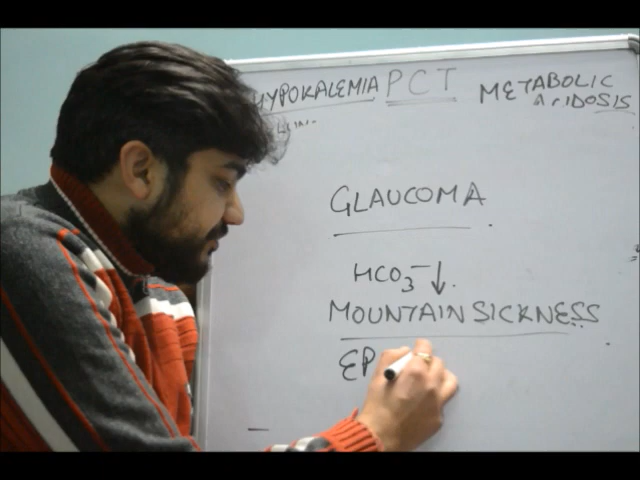 HYPOKALEMIA PCT METABOLIC
ACIDOSIS
GLAUCOMA
HCO3- ↓
MOUNTAIN SICKNESS
EP